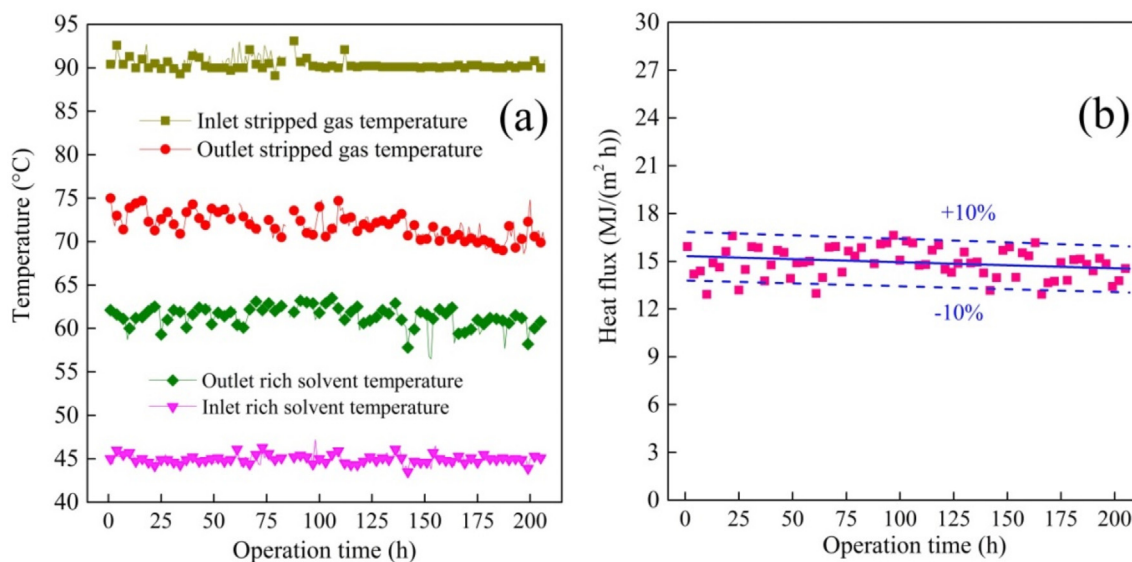 95
90
85
80
75
70
65
60
55
50
45
40
Temperature (°C)
(a)
Inlet stripped gas temperature
Outlet stripped gas temperature
Outlet rich solvent temperature
Inlet rich solvent temperature
0 25 50 75 100 125 150 175 200
Operation time (h)
30
27
24
21
18
15
12
9
6
3
0
Heat flux (MJ/(m² h))
(b)
+10%
-10%
0 25 50 75 100 125 150 175 200
Operation time (h)